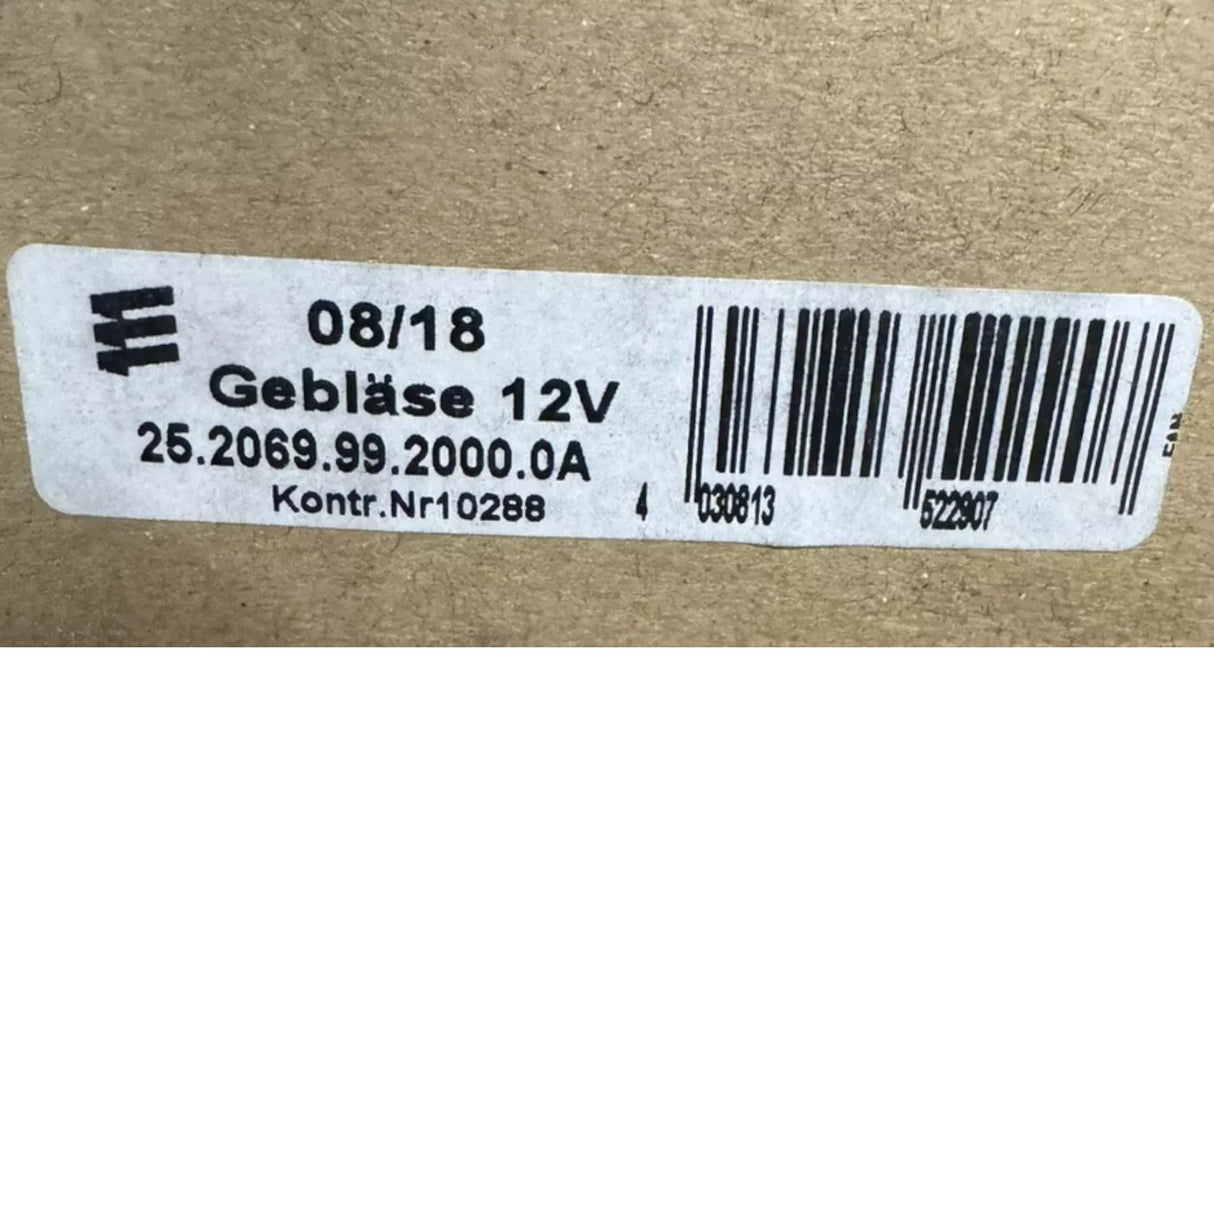 08/18
Gebläse 12V
25.2069.99.2000.0A
Kontr.Nr10288
4 030813 522907
EAN